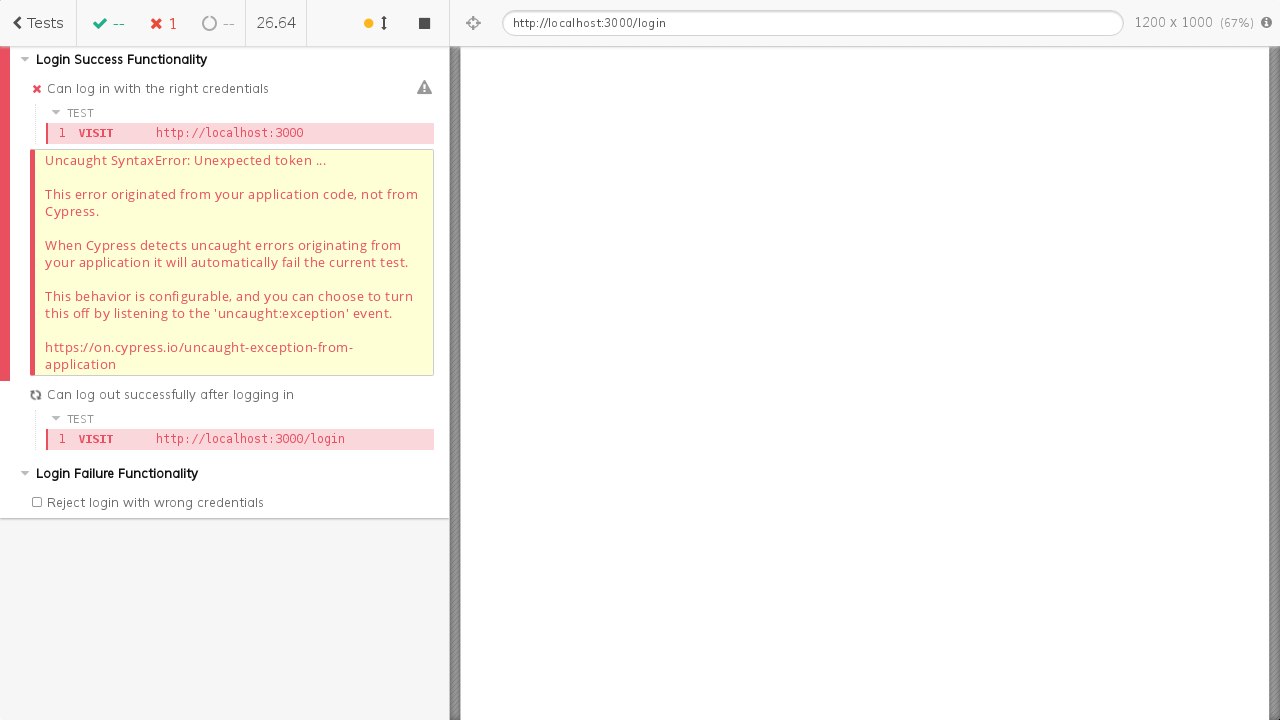 Tests
--
1
--
26.64
http://localhost:3000/login
1200 x 1000 (67%)
Login Success Functionality
Can log in with the right credentials
TEST
1 VISIT http://localhost:3000
Uncaught SyntaxError: Unexpected token ...
This error originated from your application code, not from
Cypress.
When Cypress detects uncaught errors originating from
your application it will automatically fail the current test.
This behavior is configurable, and you can choose to turn
this off by listening to the 'uncaught:exception' event.
https://on.cypress.io/uncaught-exception-from-
application
Can log out successfully after logging in
TEST
1 VISIT http://localhost:3000/login
Login Failure Functionality
Reject login with wrong credentials